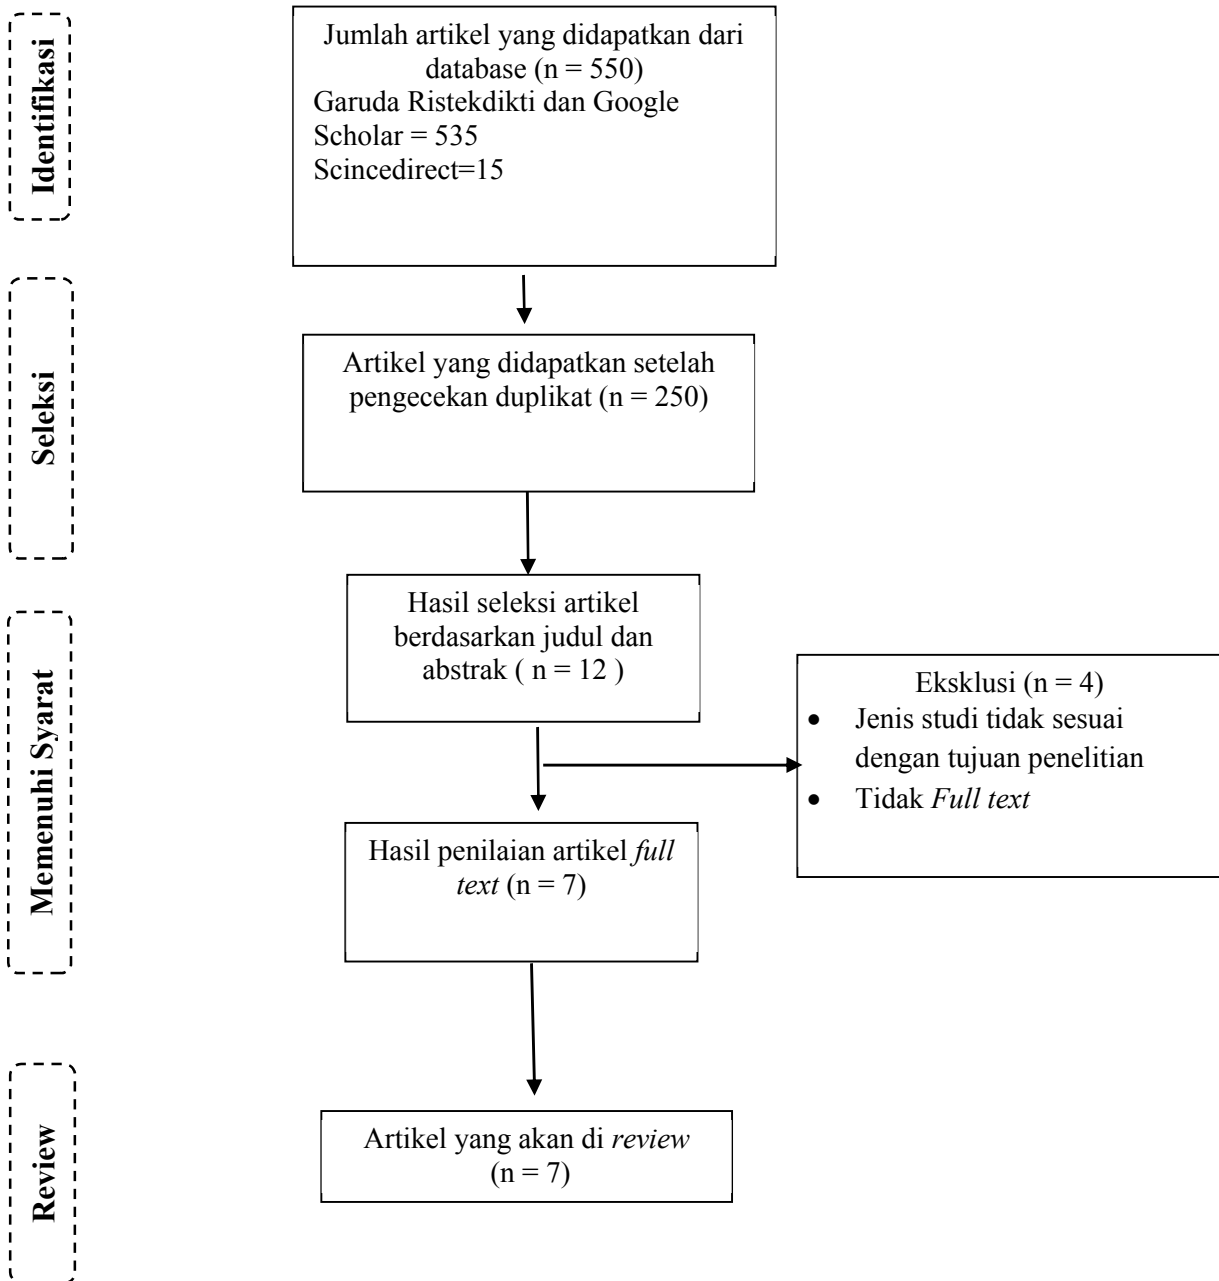 Identifikasi
Jumlah artikel yang didapatkan dari
database (n = 550)
Garuda Ristekdikti dan Google
Scholar = 535
Scincedirect=15
Seleksi
Artikel yang didapatkan setelah
pengecekan duplikat (n = 250)
Memenuhi Syarat
Hasil seleksi artikel
berdasarkan judul dan
abstrak ( n = 12 )
Eksklusi (n = 4)
• Jenis studi tidak sesuai
dengan tujuan penelitian
• Tidak Full text
Hasil penilaian artikel full
text (n = 7)
Review
Artikel yang akan di review
(n = 7)